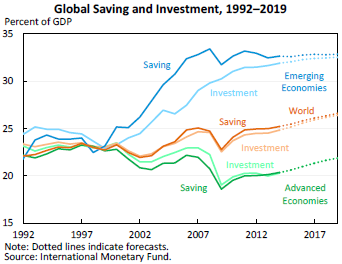 Global Saving and Investment, 1992–2019
Percent of GDP
35
30
25
20
15
Saving
Investment
Emerging
Economies
World
Saving
Investment
Investment
Saving
Advanced
Economies
1992 1997 2002 2007 2012 2017
Note: Dotted lines indicate forecasts.
Source: International Monetary Fund.